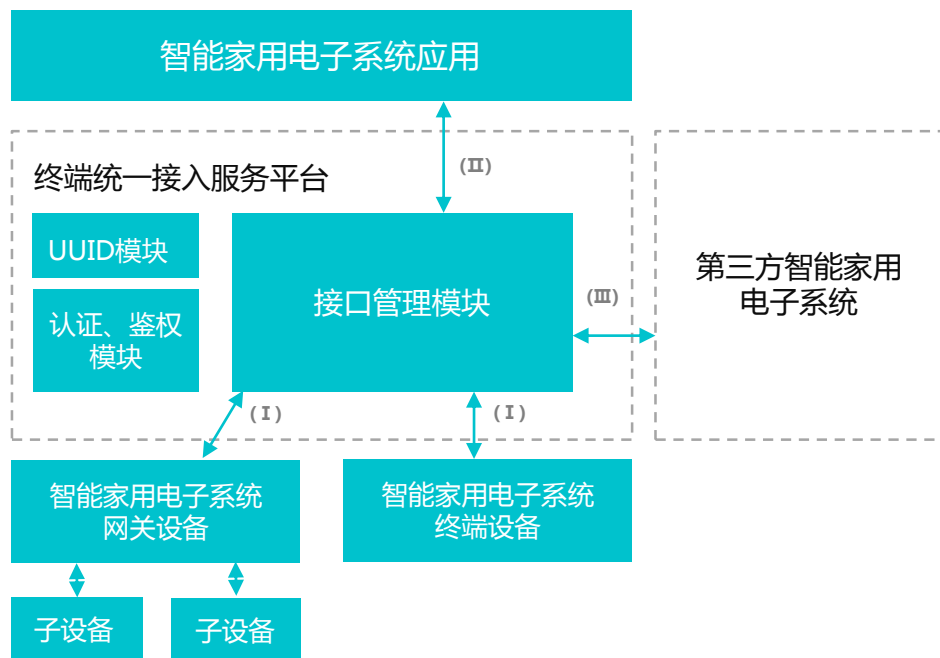 智能家用电子系统应用
(Ⅱ)
终端统一接入服务平台
UUID模块
认证、鉴权
模块
接口管理模块
(Ⅲ)
第三方智能家用
电子系统
(Ⅰ)
(Ⅰ)
智能家用电子系统
网关设备
智能家用电子系统
终端设备
子设备
子设备